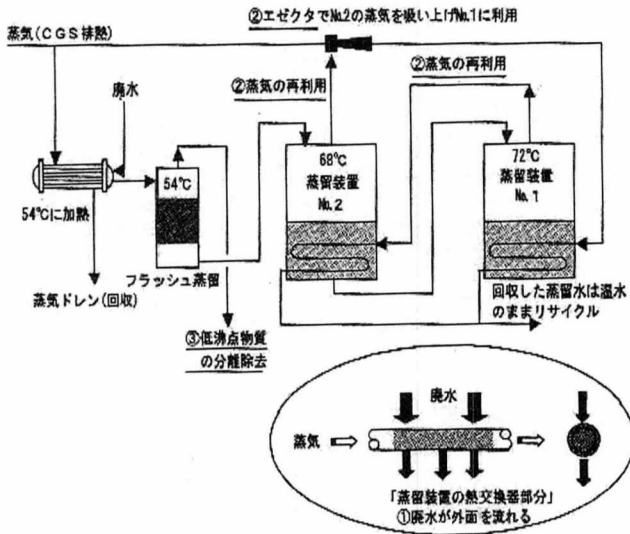 ②エゼクタで№2の蒸気を吸い上げ№1に利用
蒸気(CGS排熱)
②蒸気の再利用
②蒸気の再利用
廃水
54℃に加熱
54℃
68℃
蒸留装置
№2
72℃
蒸留装置
№1
フラッシュ蒸留
蒸気ドレン(回収)
③低沸点物質
の分離除去
回収した蒸留水は温水
のままリサイクル
廃水
蒸気
「蒸留装置の熱交換器部分」
①廃水が外面を流れる